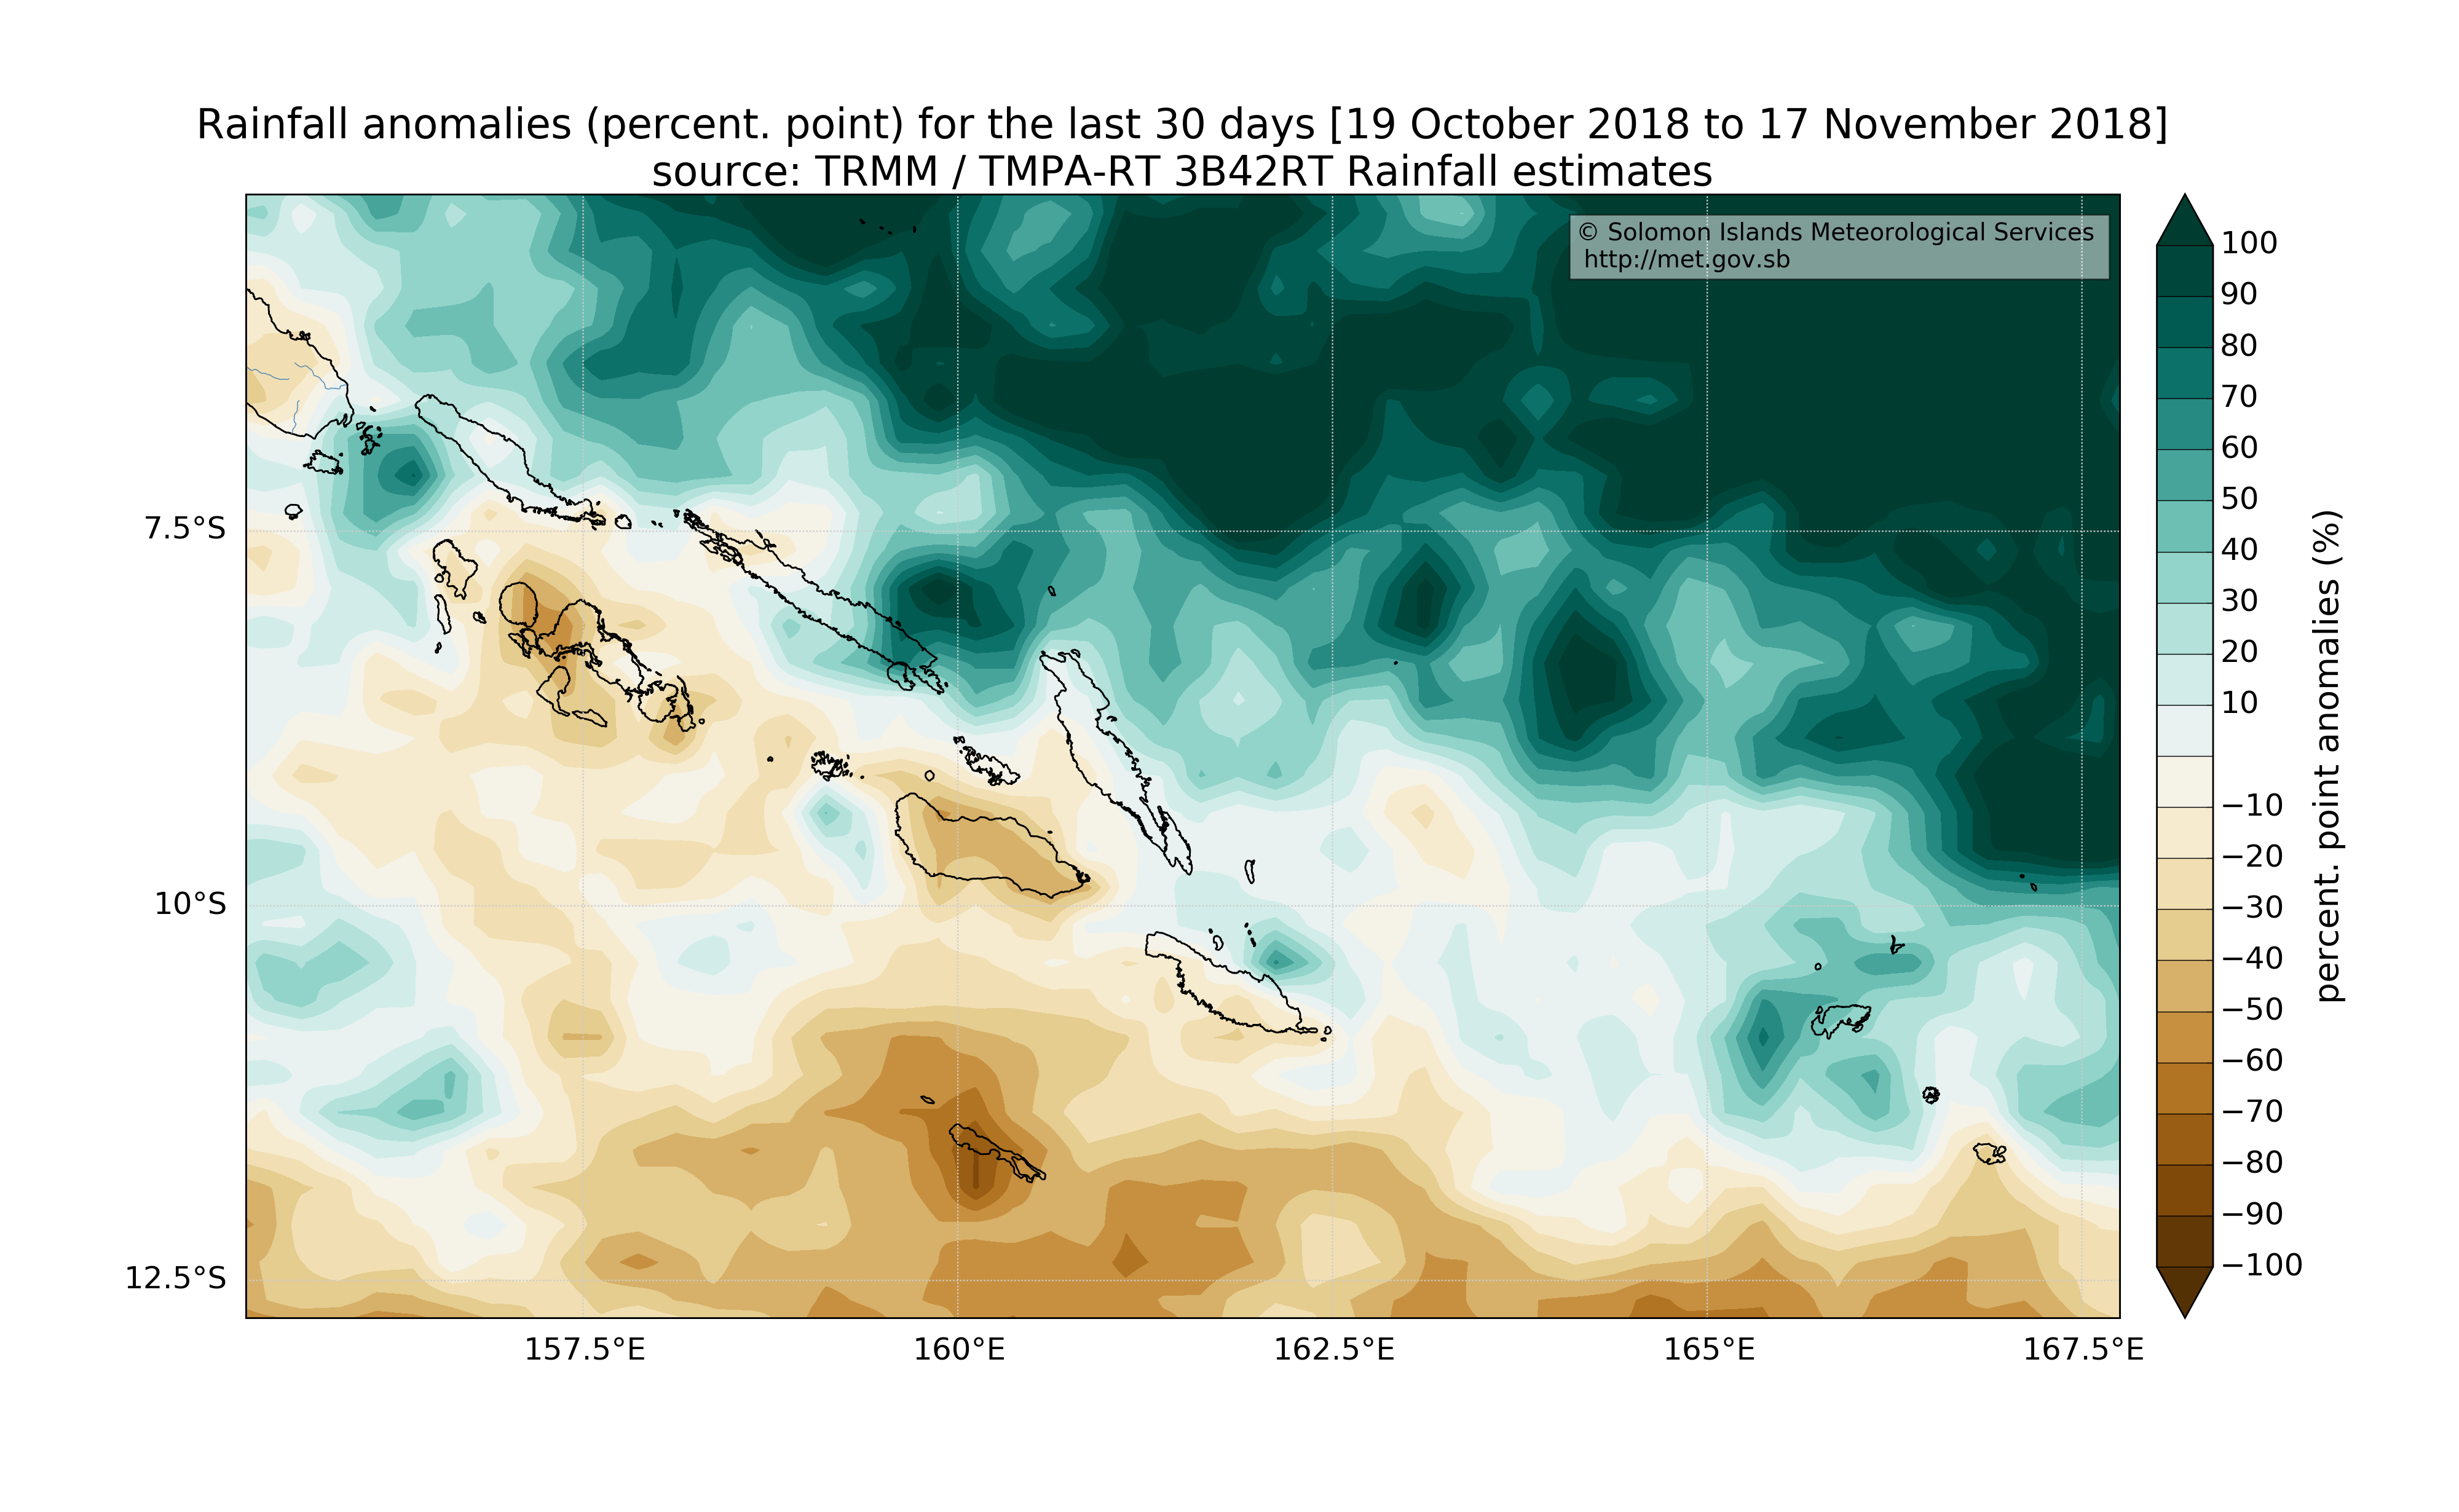 Rainfall anomalies (percent. point) for the last 30 days [19 October 2018 to 17 November 2018]
source: TRMM / TMPA-RT 3B42RT Rainfall estimates
© Solomon Islands Meteorological Services
http://met.gov.sb
7.5°S
10°S
12.5°S
157.5°E
160°E
162.5°E
165°E
167.5°E
100
90
80
70
60
50
40
30
20
10
−10
−20
−30
−40
−50
−60
−70
−80
−90
−100
percent. point anomalies (%)